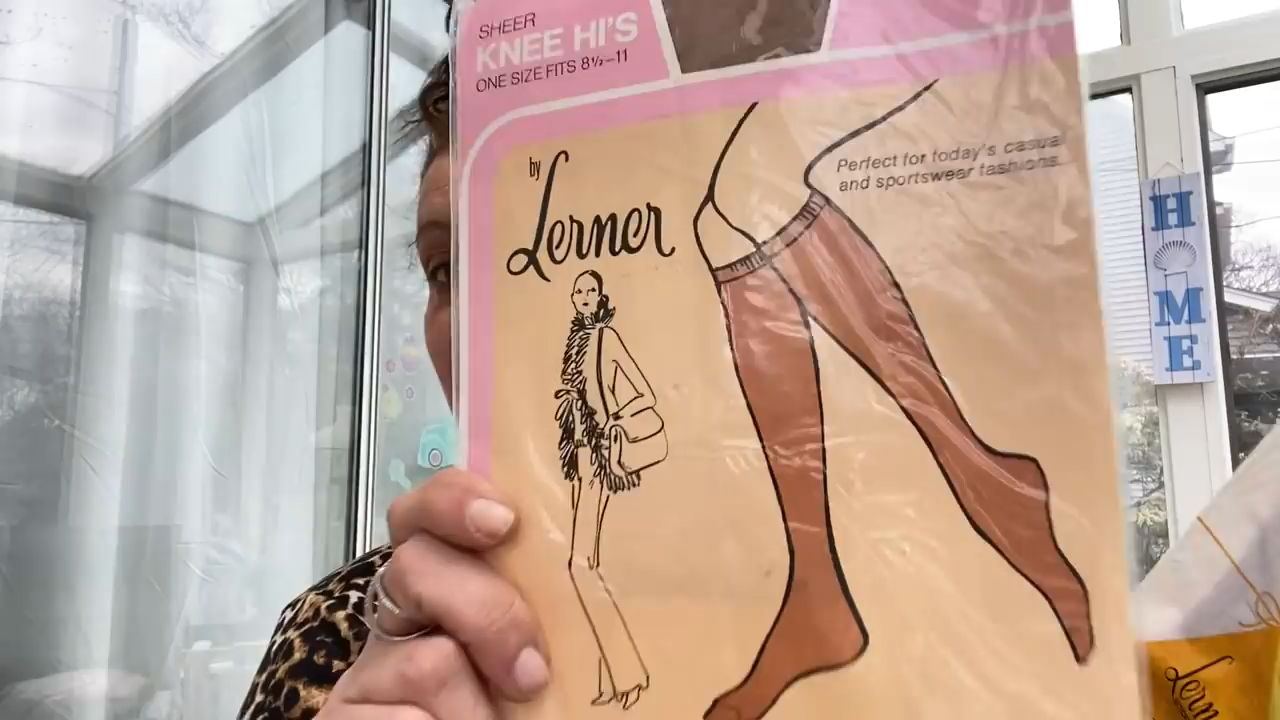 SHEER
KNEE HI'S
ONE SIZE FITS 8½–11
by
Lerner
Perfect for today's casual
and sportswear fashions.
H
M
E